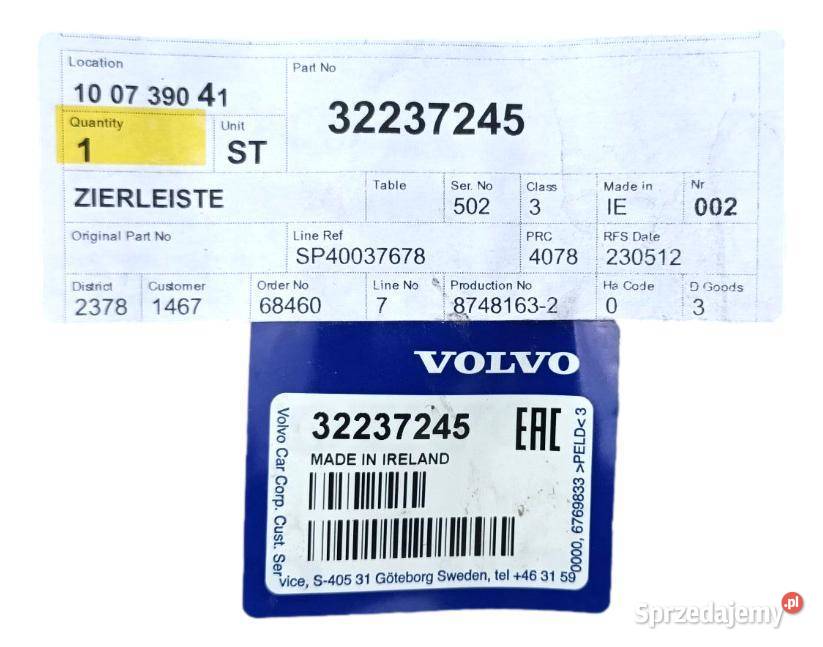 Location
10 07 390 41
Part No
32237245
Quantity
1
Unit
ST
ZIERLEISTE
Table
Ser. No
502
Class
3
Made in
IE
Nr
002
Original Part No
Line Ref
SP40037678
PRC
4078
RFS Date
230512
District
2378
Customer
1467
Order No
68460
Line No
7
Production No
8748163-2
Ha Code
0
D Goods
3
VOLVO
32237245
EAC
MADE IN IRELAND
Volvo Car Corp. Cust. Service, S-405 31 Göteborg Sweden, tel +46 31 590000, 6769833 >PELD< 3
Sprzedajemy.pl